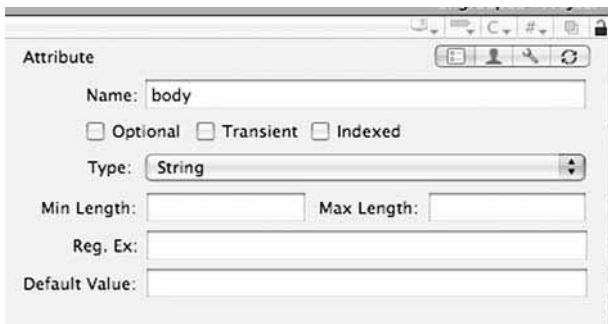 C #
Attribute
Name: body
Optional Transient Indexed
Type: String
Min Length: Max Length:
Reg. Ex:
Default Value: